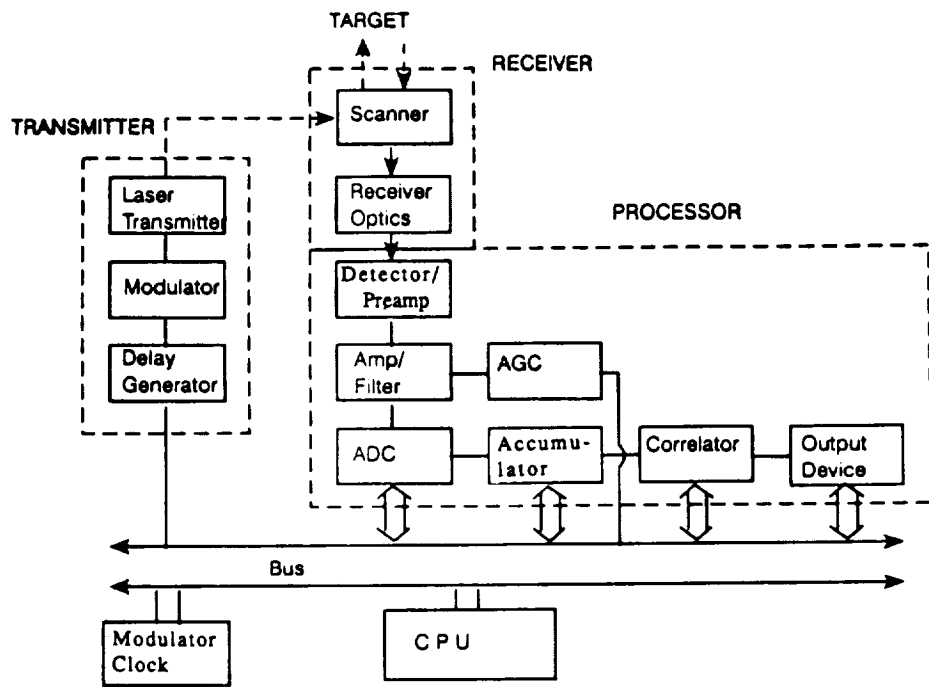 TARGET
RECEIVER
Scanner
TRANSMITTER
Laser
Transmitter
Receiver
Optics
PROCESSOR
Modulator
Detector/
Preamp
Delay
Generator
Amp/
Filter
AGC
ADC
Accumu-
lator
Correlator
Output
Device
Bus
Modulator
Clock
CPU